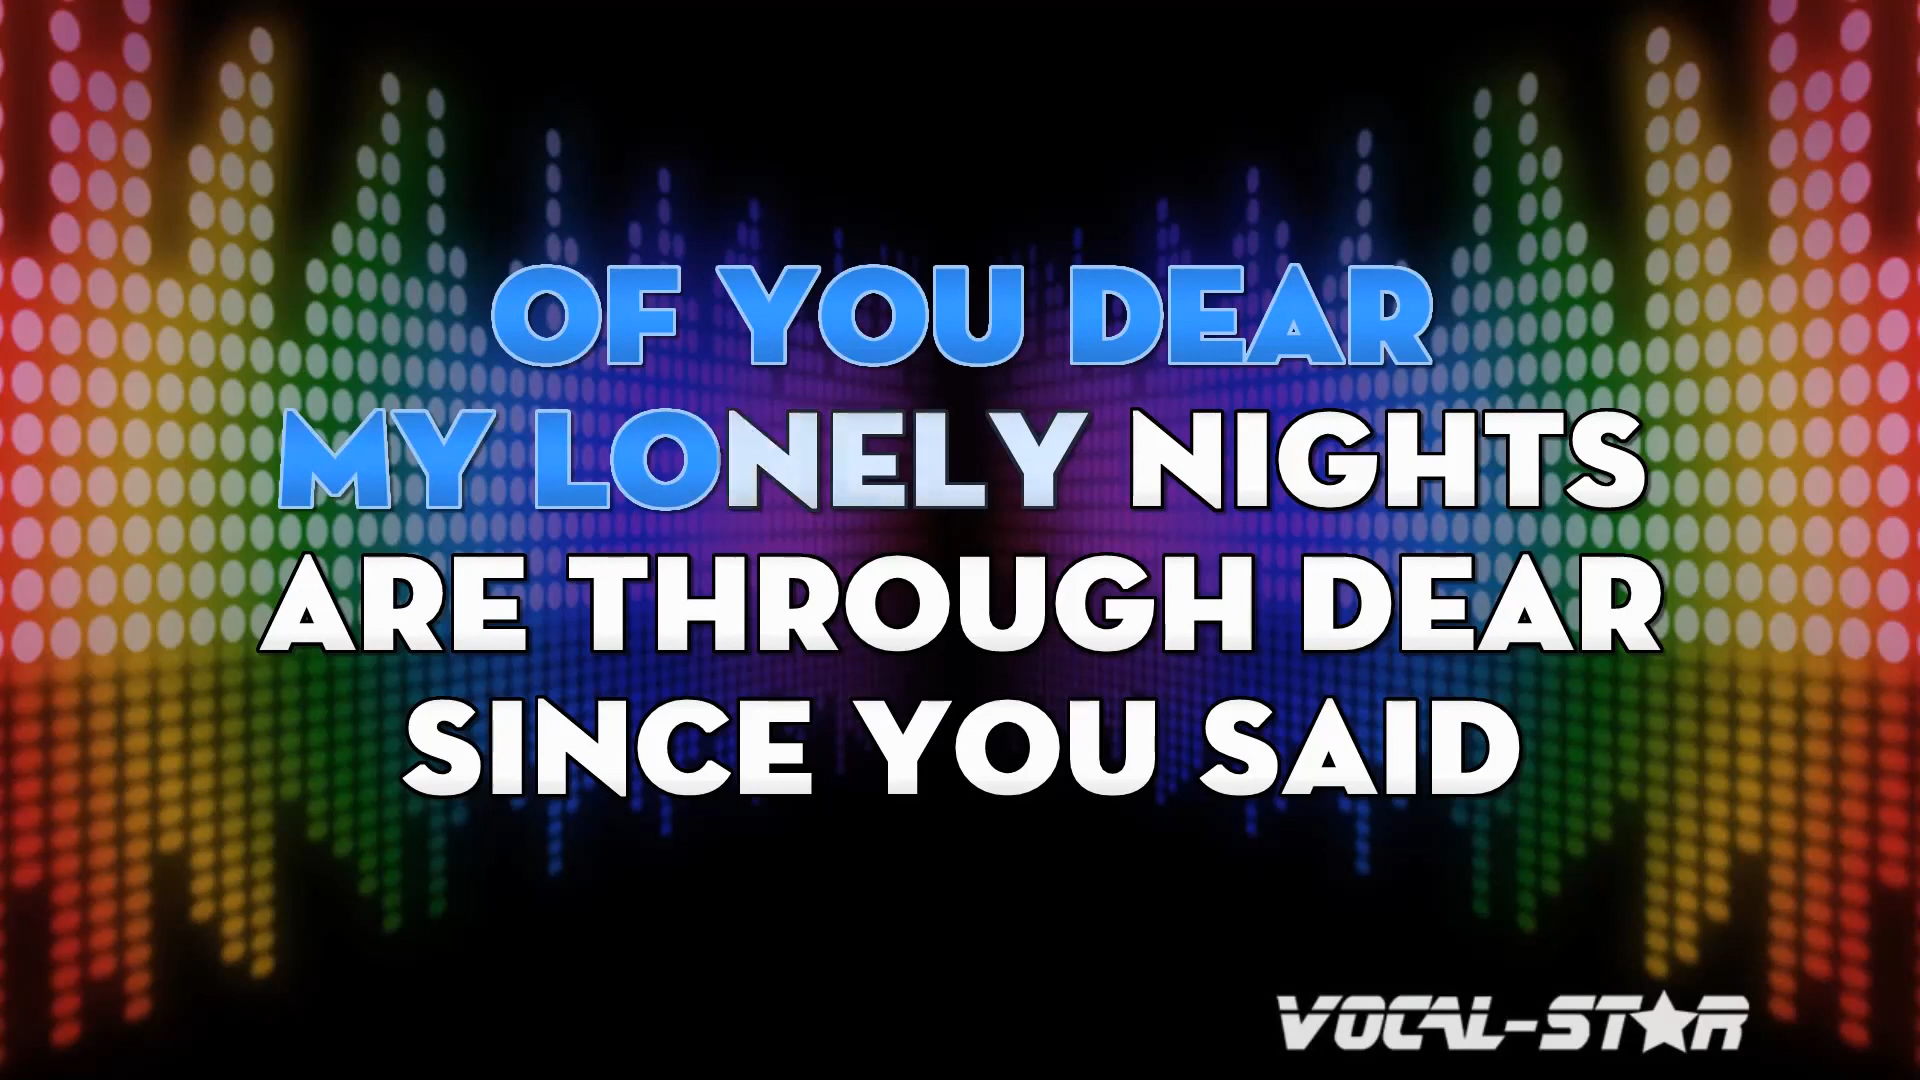 OF YOU DEAR
MY LONELY NIGHTS
ARE THROUGH DEAR
SINCE YOU SAID
VOCAL-STAR